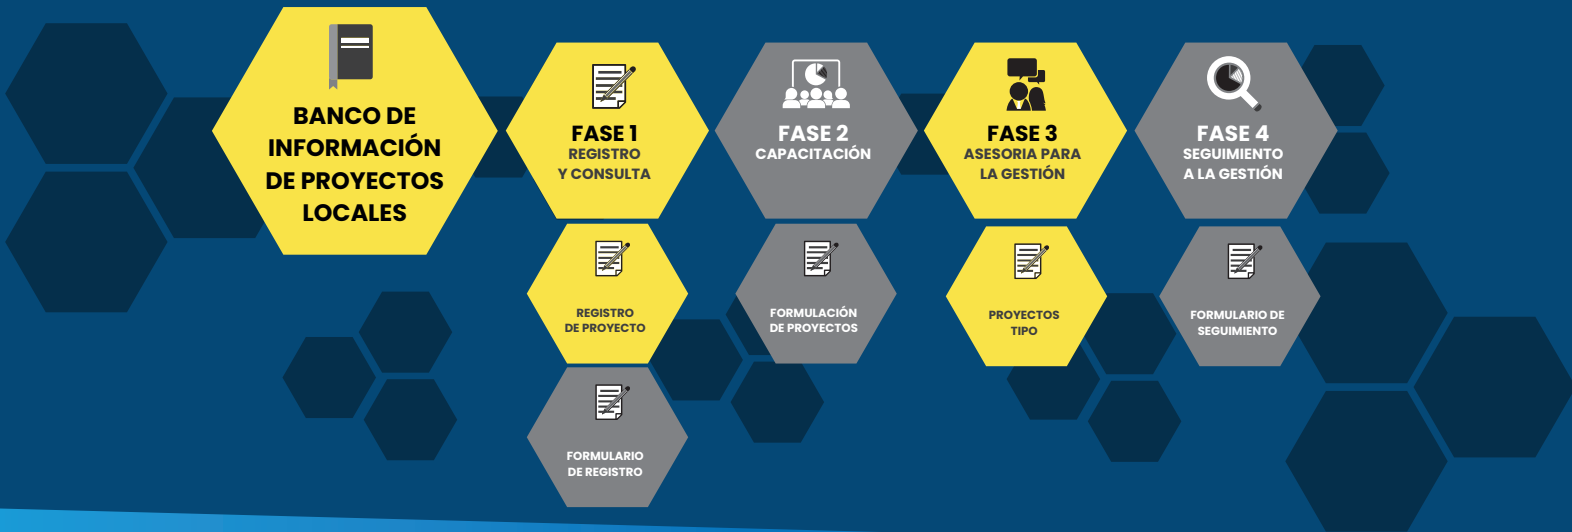 BANCO DE
INFORMACIÓN
DE PROYECTOS
LOCALES
FASE 1
REGISTRO
Y CONSULTA
FASE 2
CAPACITACIÓN
FASE 3
ASESORIA PARA
LA GESTIÓN
FASE 4
SEGUIMIENTO
A LA GESTIÓN
REGISTRO
DE PROYECTO
FORMULACIÓN
DE PROYECTOS
PROYECTOS
TIPO
FORMULARIO DE
SEGUIMIENTO
FORMULARIO
DE REGISTRO